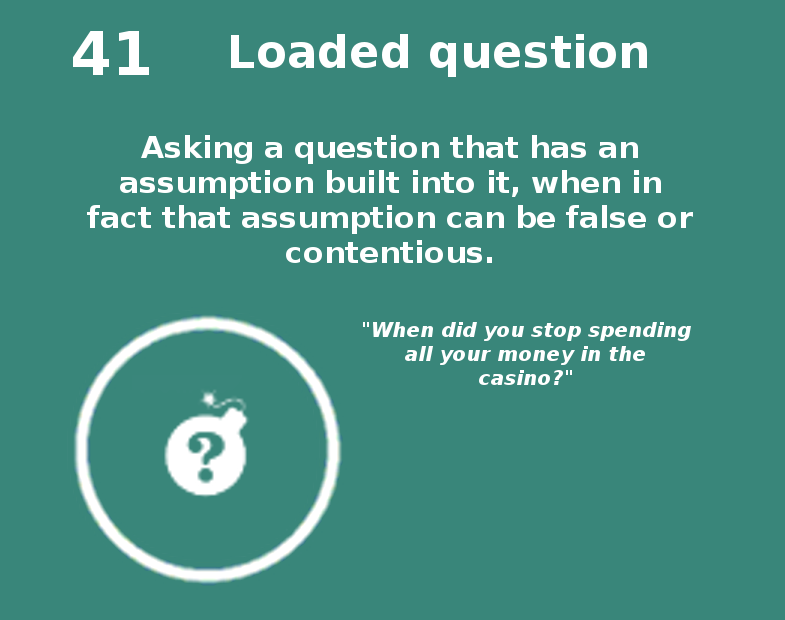 41 Loaded question
Asking a question that has an
assumption built into it, when in
fact that assumption can be false or
contentious.
"When did you stop spending
all your money in the
casino?"
?